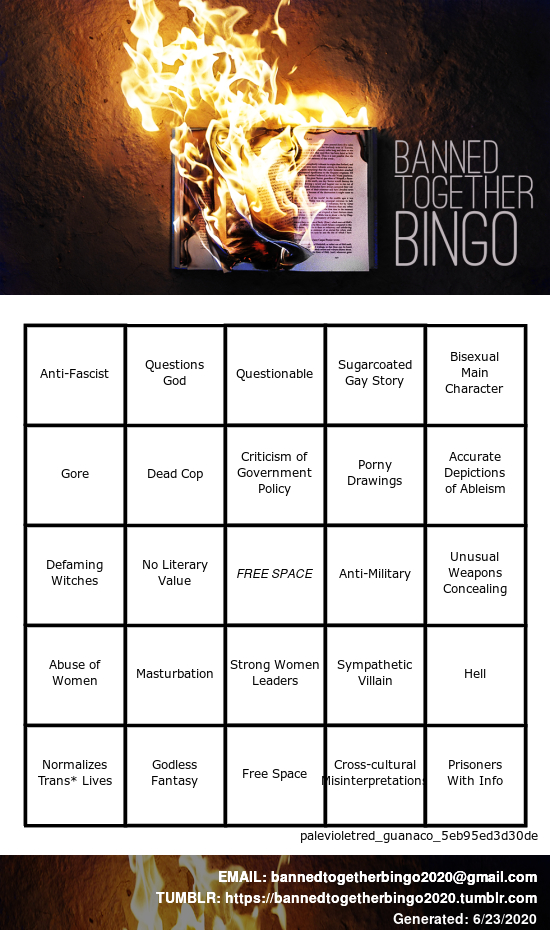 BANNED
TOGETHER
BINGO
Anti-Fascist
Questions
God
Questionable
Sugarcoated
Gay Story
Bisexual
Main
Character
Gore
Dead Cop
Criticism of
Government
Policy
Porny
Drawings
Accurate
Depictions
of Ableism
Defaming
Witches
No Literary
Value
FREE SPACE
Anti-Military
Unusual
Weapons
Concealing
Abuse of
Women
Masturbation
Strong Women
Leaders
Sympathetic
Villain
Hell
Normalizes
Trans* Lives
Godless
Fantasy
Free Space
Cross-cultural
Misinterpretations
Prisoners
With Info
palevioletred_guanaco_5eb95ed3d30de
EMAIL: bannedtogetherbingo2020@gmail.com
TUMBLR: https://bannedtogetherbingo2020.tumblr.com
Generated: 6/23/2020